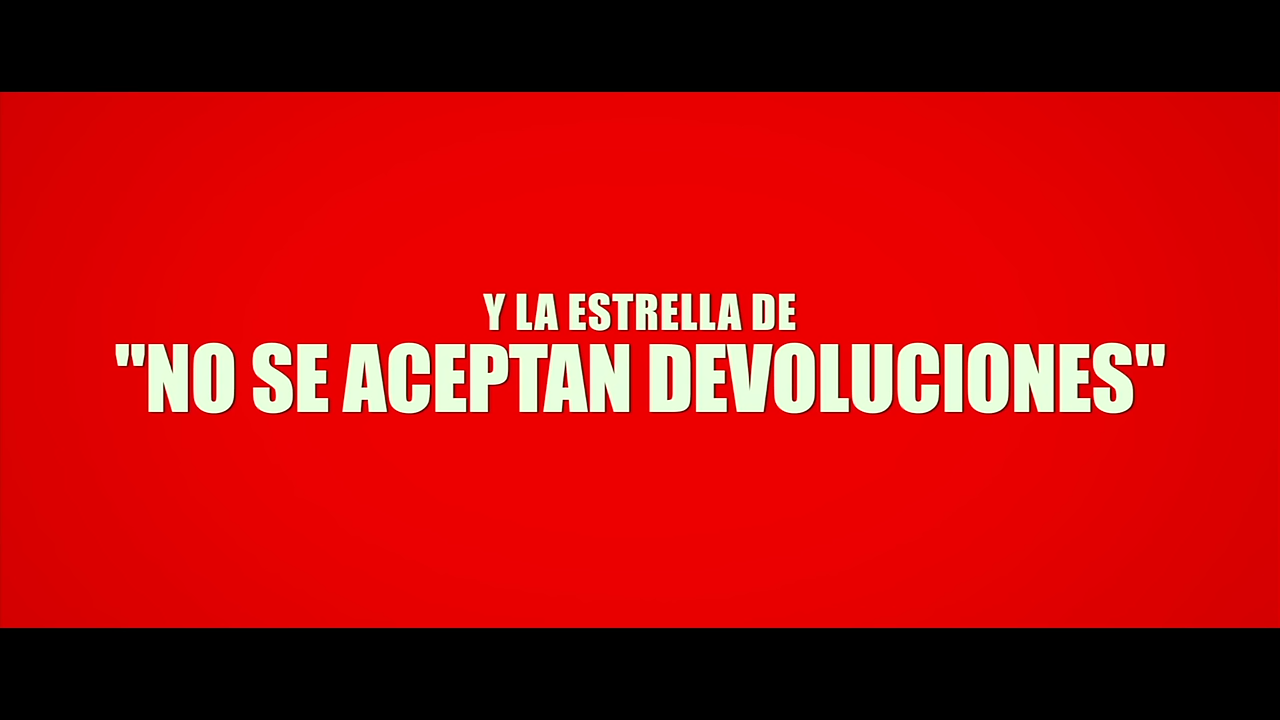 Y LA ESTRELLA DE
"NO SE ACEPTAN DEVOLUCIONES"